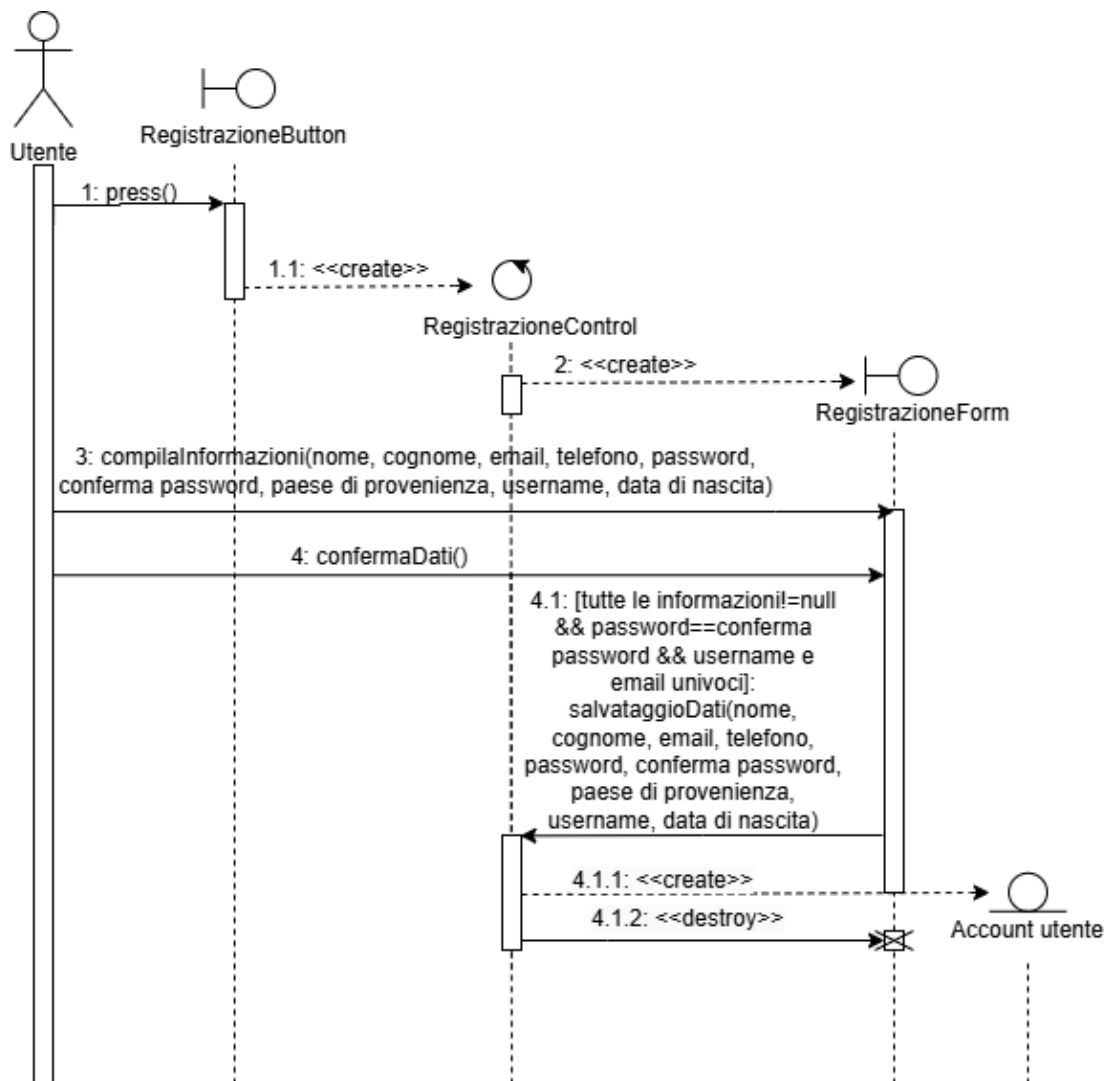 Utente
RegistrazioneButton
1: press()
1.1: <<create>>
RegistrazioneControl
2: <<create>>
RegistrazioneForm
3: compilaInformazioni(nome, cognome, email, telefono, password,
conferma password, paese di provenienza, username, data di nascita)
4: confermaDati()
4.1: [tutte le informazioni!=null
&& password==conferma
password && username e
email univoci]:
salvataggioDati(nome,
cognome, email, telefono,
password, conferma password,
paese di provenienza,
username, data di nascita)
4.1.1: <<create>>
4.1.2: <<destroy>>
Account utente